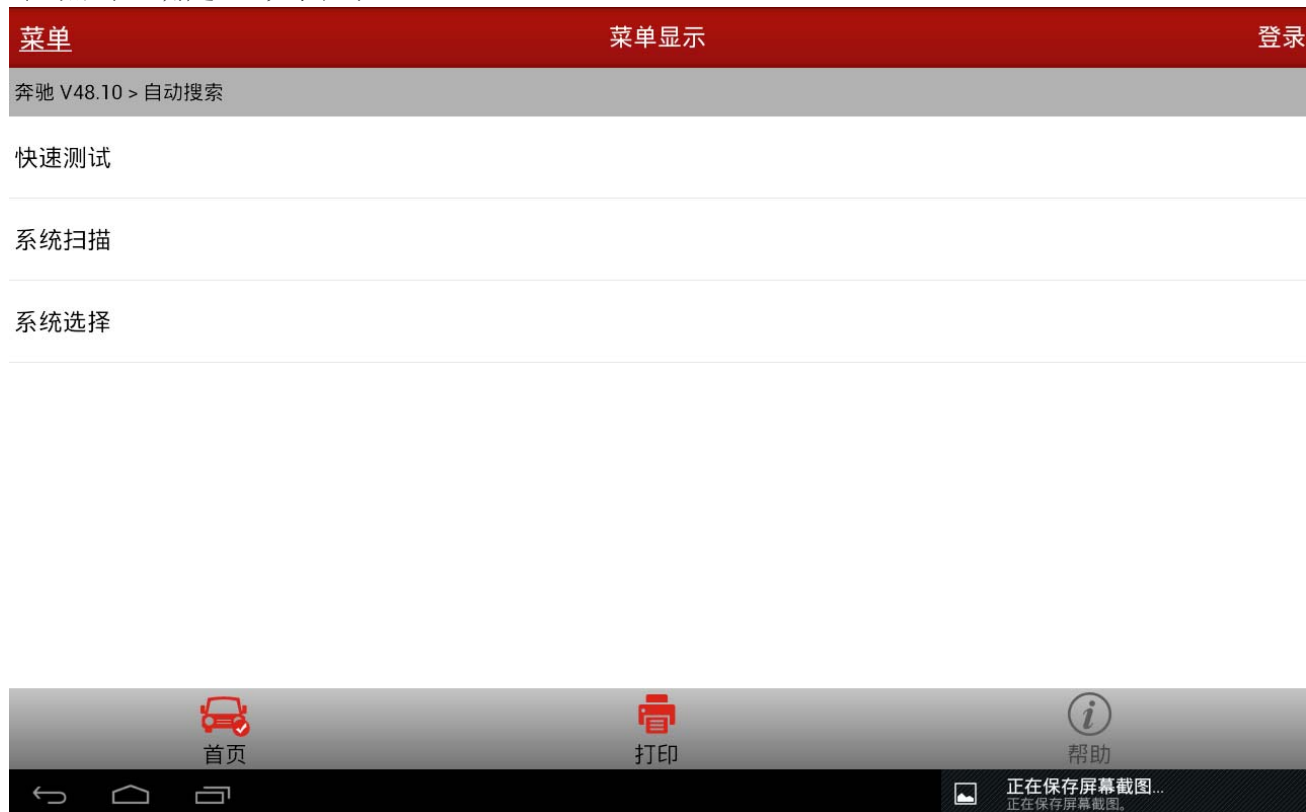 菜单
菜单显示
登录
奔驰 V48.10 > 自动搜索
快速测试
系统扫描
系统选择
首页
打印
帮助
正在保存屏幕截图...
正在保存屏幕截图。